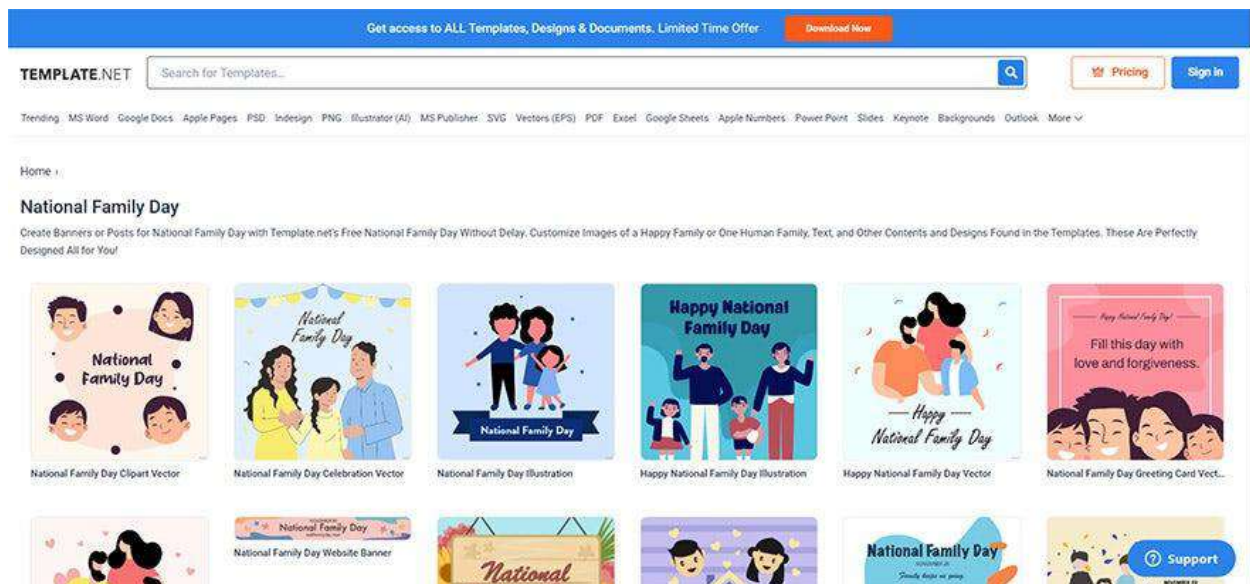 Get access to ALL Templates, Designs & Documents. Limited Time Offer
Download Now
TEMPLATE.NET
Search for Templates...
Pricing
Sign in
Trending MS Word Google Docs Apple Pages PSD Indesign PNG Illustrator (AI) MS Publisher SVG Vectors (EPS) PDF Excel Google Sheets Apple Numbers Power Point Slides Keynote Backgrounds Outlook More
Home ›
National Family Day
Create Banners or Posts for National Family Day with Template.net's Free National Family Day Without Delay. Customize Images of a Happy Family or One Human Family, Text, and Other Contents and Designs Found in the Templates. These Are Perfectly
Designed All for You!
National
Family Day
National
Family Day
National Family Day
Happy National
Family Day
Happy
National Family Day
Happy National Family Day!
Fill this day with
love and forgiveness.
National Family Day Clipart Vector
National Family Day Celebration Vector
National Family Day Illustration
Happy National Family Day Illustration
Happy National Family Day Vector
National Family Day Greeting Card Vect...
National Family Day
National Family Day Website Banner
National
National Family Day
NOVEMBER 26
Support